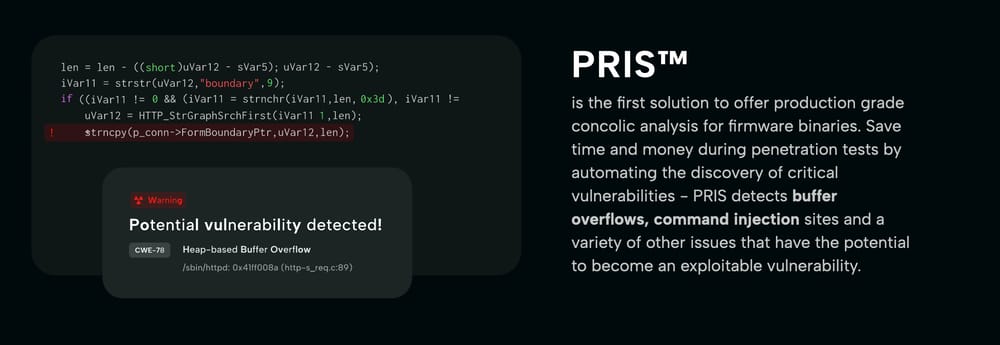 len = len - ((short)uVar12 - sVar5); uVar12 - sVar5);
iVar11 = strstr(uVar12,"boundary",9);
if ((iVar11 != 0 && (iVar11 = strnchr(iVar11,len,0x3d), iVar11 !=
uVar12 = HTTP_StrGraphSrchFirst(iVar11 1,len);
! strncpy(p_conn->FormBoundaryPtr,uVar12,len);
Warning
Potential vulnerability detected!
CWE-78 Heap-based Buffer Overflow
/sbin/httpd: 0x41ff008a (http-s_req.c:89)
PRIS™
is the first solution to offer production grade
concolic analysis for firmware binaries. Save
time and money during penetration tests by
automating the discovery of critical
vulnerabilities – PRIS detects buffer
overflows, command injection sites and a
variety of other issues that have the potential
to become an exploitable vulnerability.